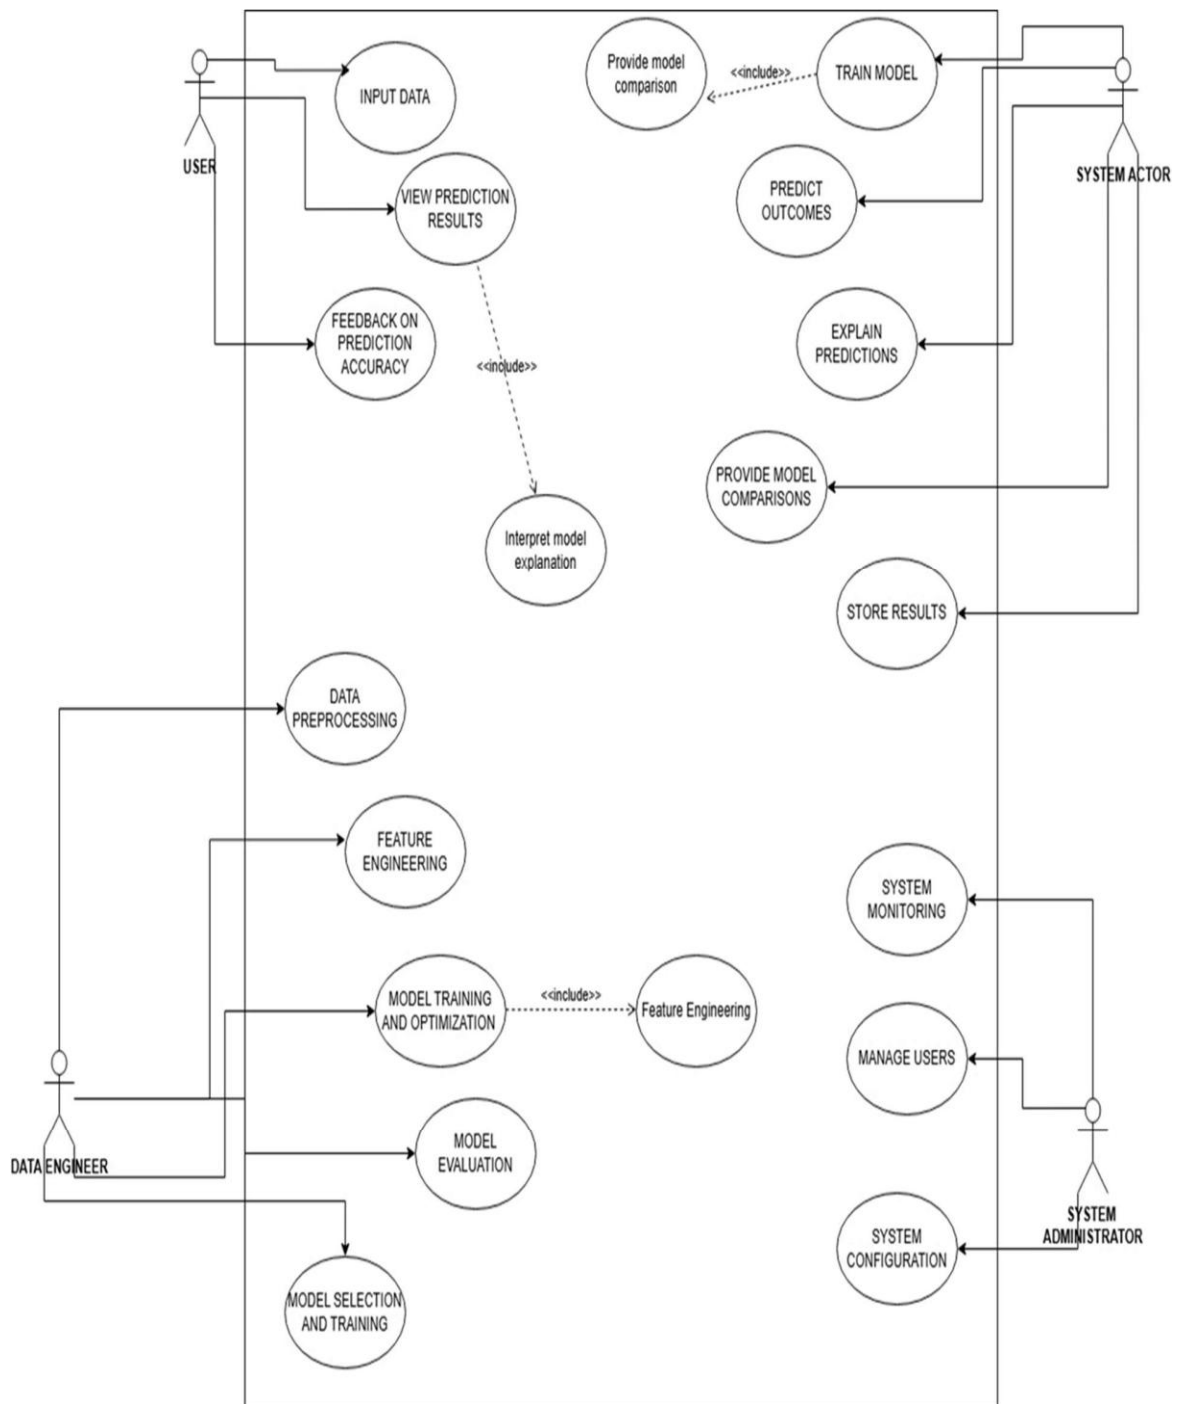 Provide model
comparison
<<include>>
TRAIN MODEL
INPUT DATA
USER
SYSTEM ACTOR
VIEW PREDICTION
RESULTS
PREDICT
OUTCOMES
FEEDBACK ON
PREDICTION
ACCURACY
<<include>>
EXPLAIN
PREDICTIONS
PROVIDE MODEL
COMPARISONS
Interpret model
explanation
STORE RESULTS
DATA
PREPROCESSING
FEATURE
ENGINEERING
SYSTEM
MONITORING
MODEL TRAINING
AND OPTIMIZATION
<<include>>
Feature Engineering
MANAGE USERS
MODEL
EVALUATION
DATA ENGINEER
SYSTEM
ADMINISTRATOR
SYSTEM
CONFIGURATION
MODEL SELECTION
AND TRAINING